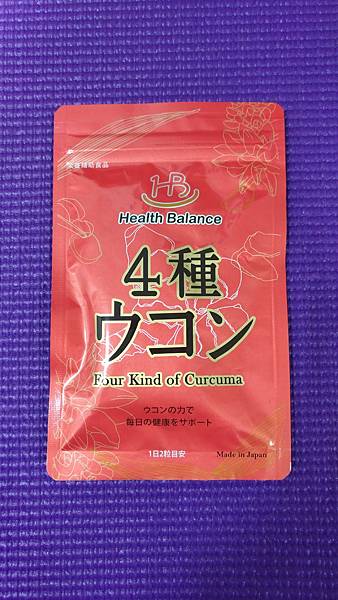 栄養補助食品
HB
Health Balance
4種
ウコン
Four Kind of Curcuma
ウコンの力で
毎日の健康をサポート
1日2粒目安
Made in Japan